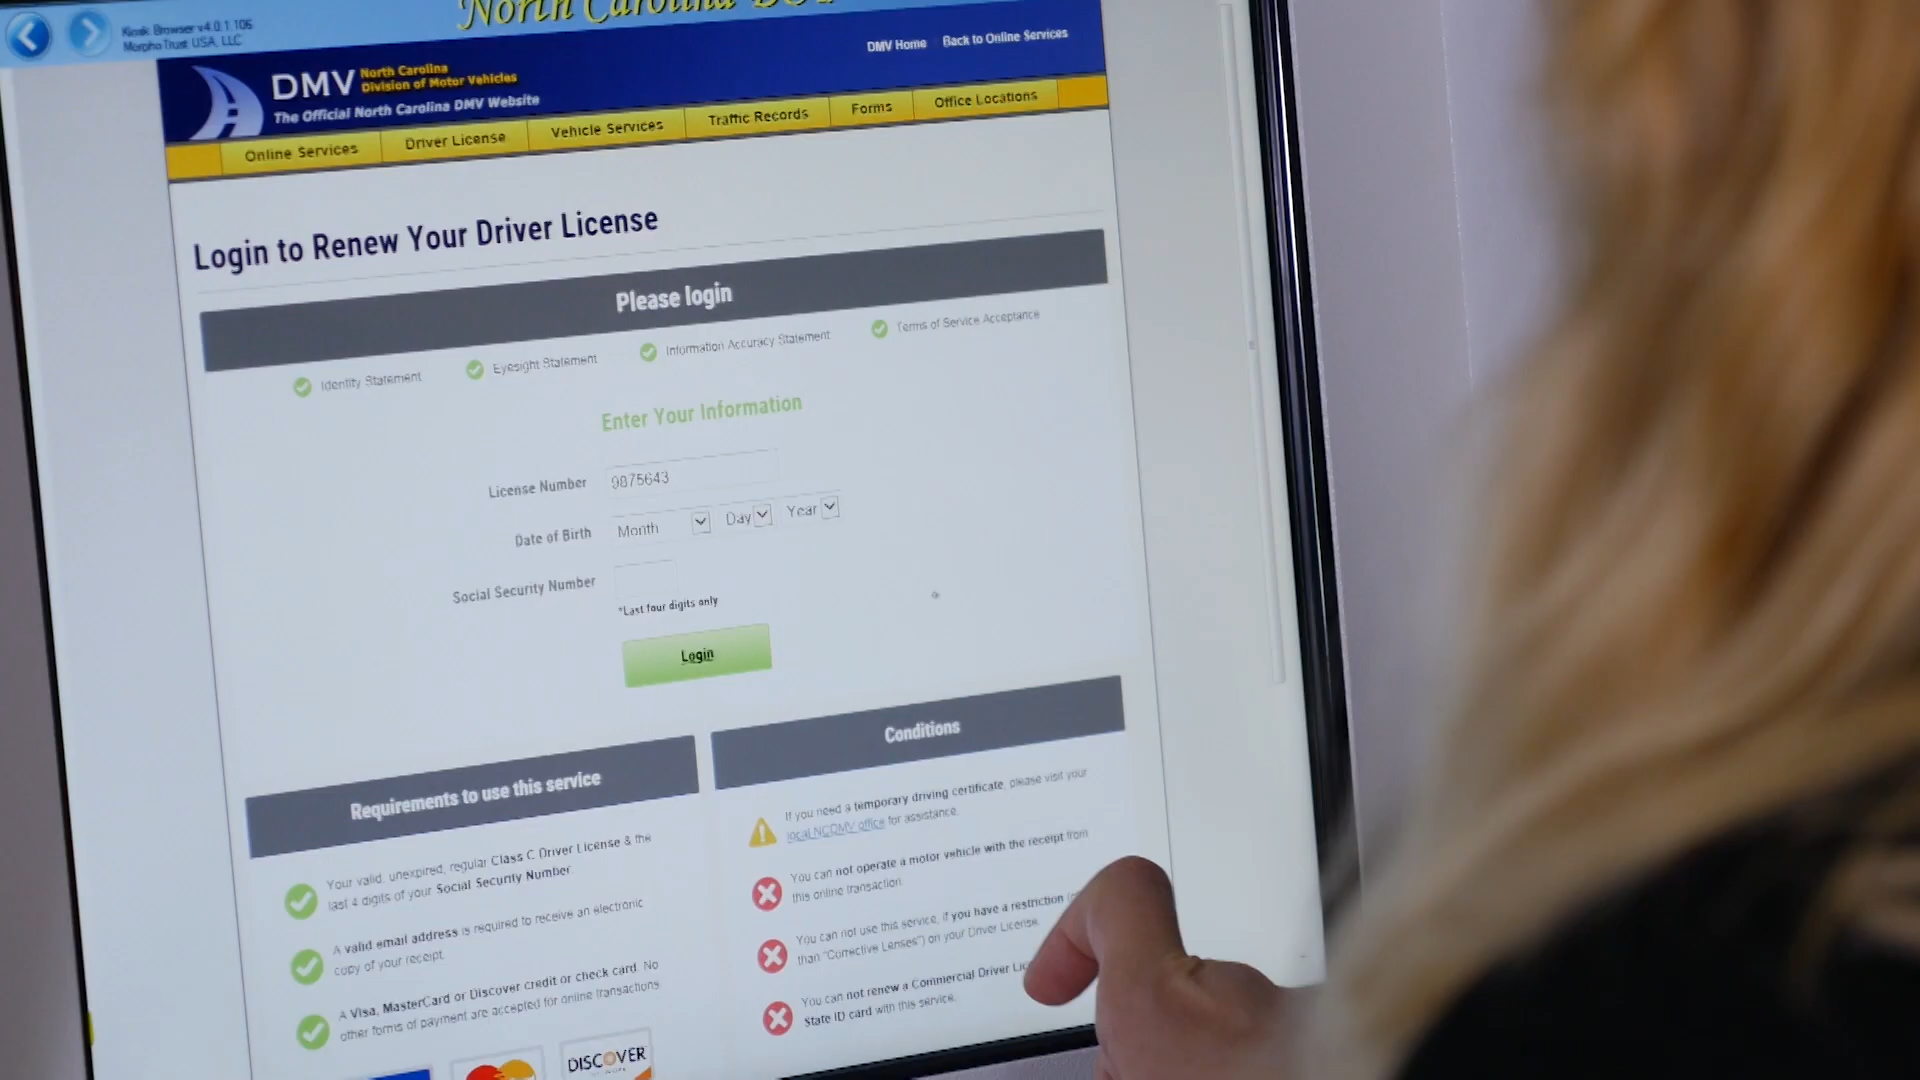 Kiosk Browser v4.0.1.106
MorphoTrust USA, LLC
North Carolina
DMV North Carolina
Division of Motor Vehicles
The Official North Carolina DMV Website
DMV Home Back to Online Services
Online Services Driver License Vehicle Services Traffic Records Forms Office Locations
Login to Renew Your Driver License
Please login
Identity Statement Eyesight Statement Information Accuracy Statement Terms of Service Acceptance
Enter Your Information
License Number 9875643
Date of Birth Month Day Year
Social Security Number
*Last four digits only
Login
Requirements to use this service
Your valid, unexpired, regular Class C Driver License & the
last 4 digits of your Social Security Number.
A valid email address is required to receive an electronic
copy of your receipt.
A Visa, MasterCard or Discover credit or check card. No
other forms of payment are accepted for online transactions.
DISCOVER
Conditions
If you need a temporary driving certificate, please visit your
local NCDMV office for assistance.
You can not operate a motor vehicle with the receipt from
this online transaction.
You can not use this service, if you have a restriction
than "Corrective Lenses") on your Driver License.
You can not renew a Commercial Driver
State ID card with this service.